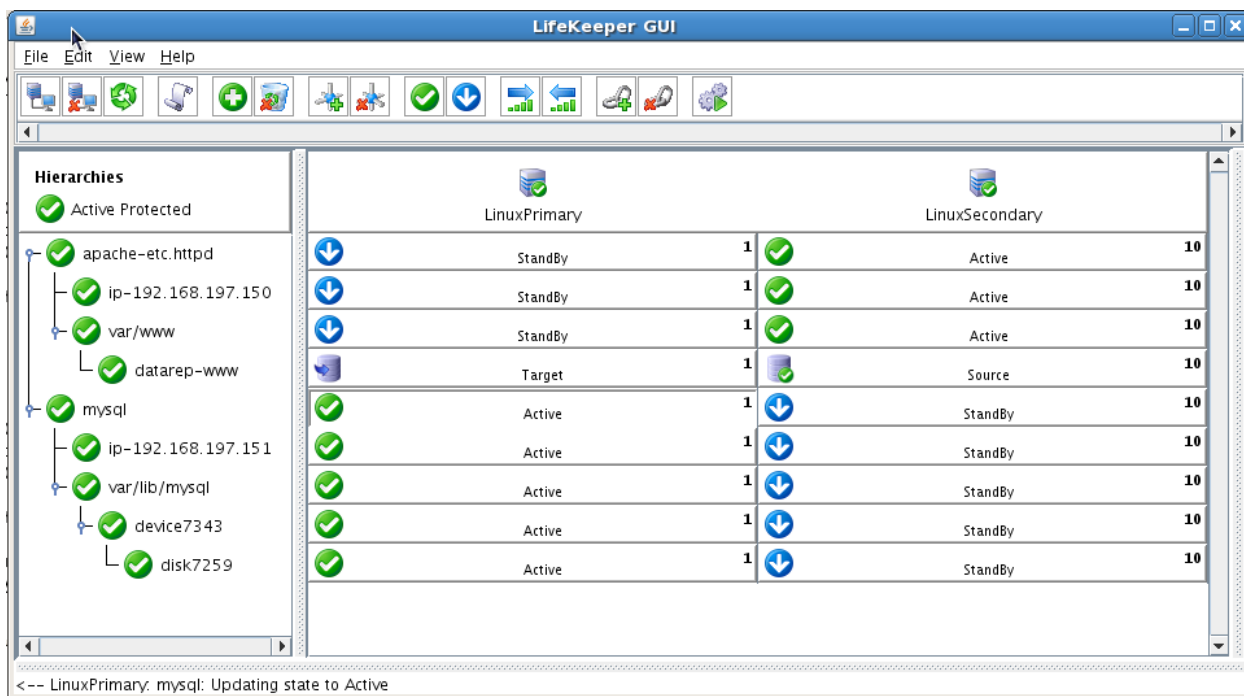 LifeKeeper GUI
File Edit View Help
Hierarchies
Active Protected
LinuxPrimary LinuxSecondary
apache-etc.httpd StandBy 1 Active 10
ip-192.168.197.150 StandBy 1 Active 10
var/www StandBy 1 Active 10
datarep-www Target 1 Source 10
mysql Active 1 StandBy 10
ip-192.168.197.151 Active 1 StandBy 10
var/lib/mysql Active 1 StandBy 10
device7343 Active 1 StandBy 10
disk7259 Active 1 StandBy 10
<-- LinuxPrimary: mysql: Updating state to Active